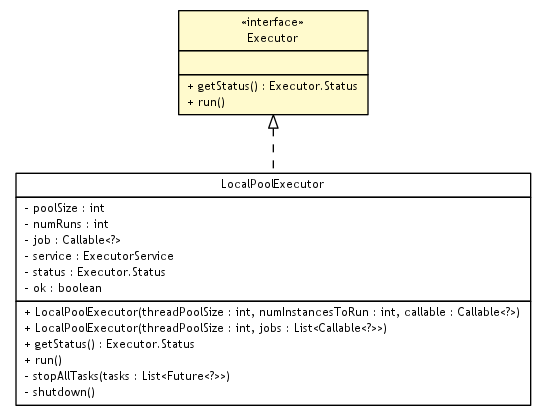 «interface»
Executor
+ getStatus() : Executor.Status
+ run()
LocalPoolExecutor
- poolSize : int
- numRuns : int
- job : Callable<?>
- service : ExecutorService
- status : Executor.Status
- ok : boolean
+ LocalPoolExecutor(threadPoolSize : int, numInstancesToRun : int, callable : Callable<?>)
+ LocalPoolExecutor(threadPoolSize : int, jobs : List<Callable<?>>)
+ getStatus() : Executor.Status
+ run()
- stopAllTasks(tasks : List<Future<?>>)
- shutdown()